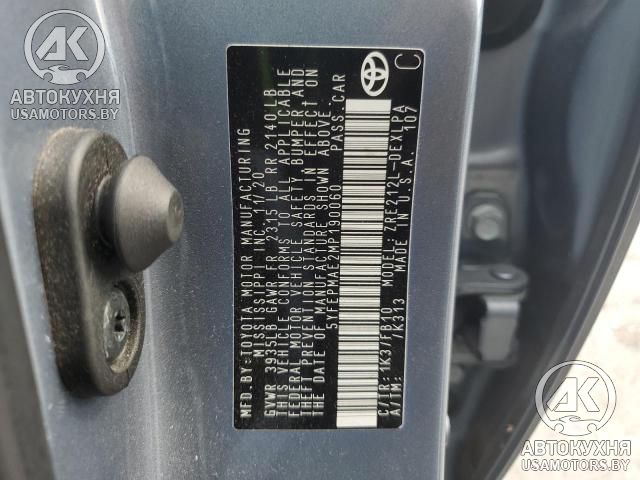 AK
АВТОКУХНЯ
USAMOTORS.BY
MFD.BY: TOYOTA MOTOR MANUFACTURING
MISSISSIPPI INC. 11/20
GVWR 3935LB GAWR FR 2315 LB RR 2140LB
THIS VEHICLE CONFORMS TO ALL APPLICABLE
FEDERAL MOTOR VEHICLE SAFETY, BUMPER, AND
THEFT PREVENTION STANDARDS IN EFFECT ON
THE DATE OF MANUFACTURE SHOWN ABOVE.
5YFEPMAE2MP190060 PASS.CAR
C/TR: 1K3/FB10 MODEL: ZRE212L-DEXLPA
A/TM: /K313 MADE IN U.S.A. 107
C
AK
АВТОКУХНЯ
USAMOTORS.BY